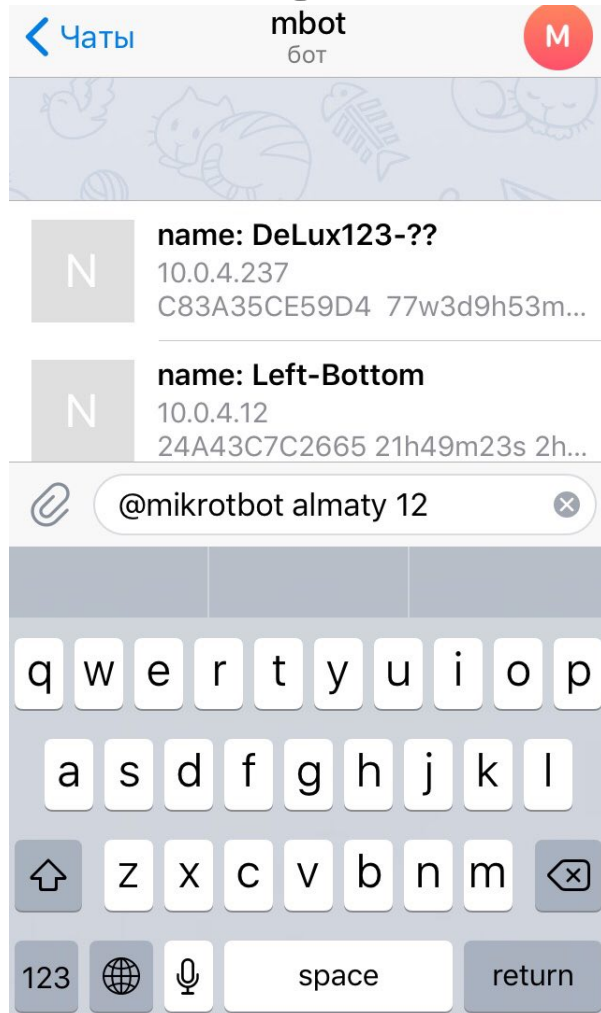 Чаты
mbot
бот
M
N
name: DeLux123-??
10.0.4.237
C83A35CE59D4 77w3d9h53m...
N
name: Left-Bottom
10.0.4.12
24A43C7C2665 21h49m23s 2h...
@mikrotbot almaty 12
q w e r t y u i o p
a s d f g h j k l
z x c v b n m
123 space return